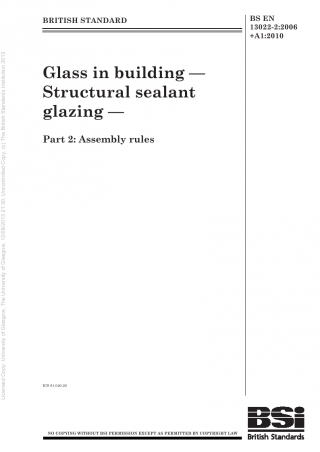 BRITISH STANDARD
BS EN
13022-2:2006
+A1:2010
Glass in building —
Structural sealant
glazing —
Part 2: Assembly rules
ICS 81.040.20
NO COPYING WITHOUT BSI PERMISSION EXCEPT AS PERMITTED BY COPYRIGHT LAW
BSi
British Standards
Licensed Copy: University of Glasgow, The University of Glasgow, 12/08/2013 21:30, Uncontrolled Copy, (c) The British Standards Institution 2013